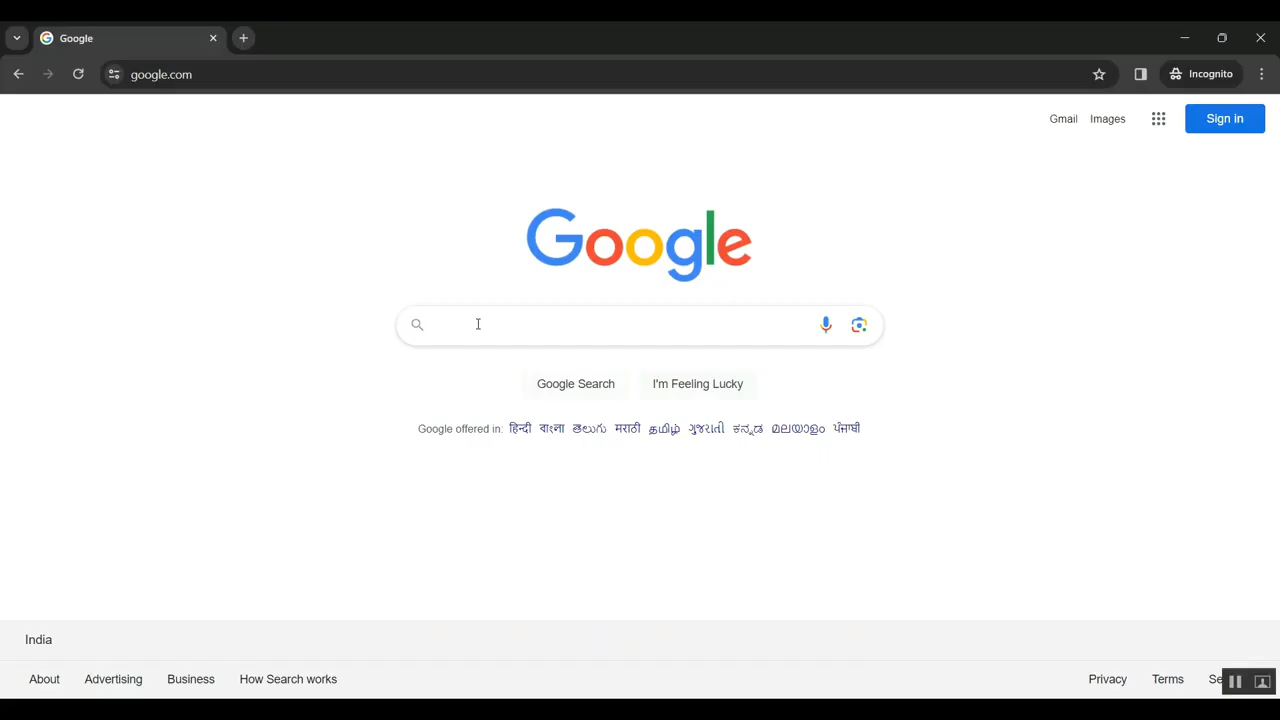 Google
google.com
Incognito
Gmail Images Sign in
Google
Google Search I'm Feeling Lucky
Google offered in: हिन्दी বাংলা తెలుగు मराठी தமிழ் ગુજરાતી ಕನ್ನಡ മലയാളം ਪੰਜਾਬੀ
India
About Advertising Business How Search works Privacy Terms Se